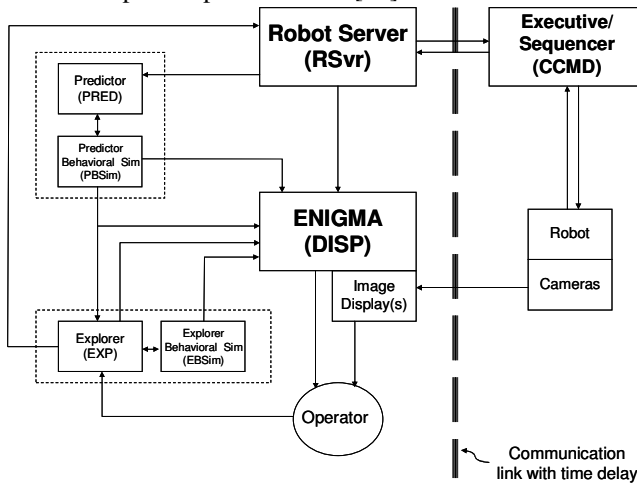 Robot Server
(RSvr)
Executive/
Sequencer
(CCMD)
Predictor
(PRED)
Predictor
Behavioral Sim
(PBSim)
ENIGMA
(DISP)
Image
Display(s)
Robot
Cameras
Explorer
(EXP)
Explorer
Behavioral Sim
(EBSim)
Operator
Communication
link with time delay